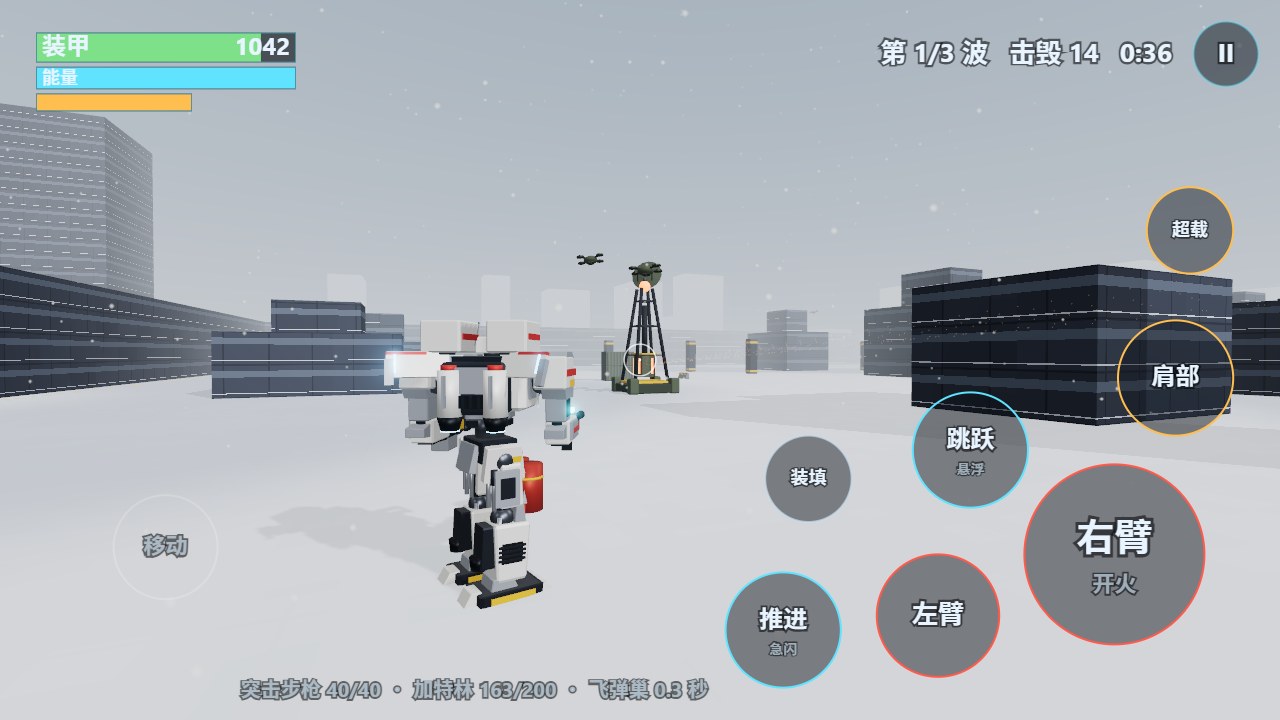 装甲 1042
能量
第 1/3 波 击毁 14 0:36
超载
肩部
跳跃
悬浮
装填
右臂
开火
移动
推进
急闪
左臂
突击步枪 40/40 · 加特林 163/200 · 飞弹巢 0.3 秒